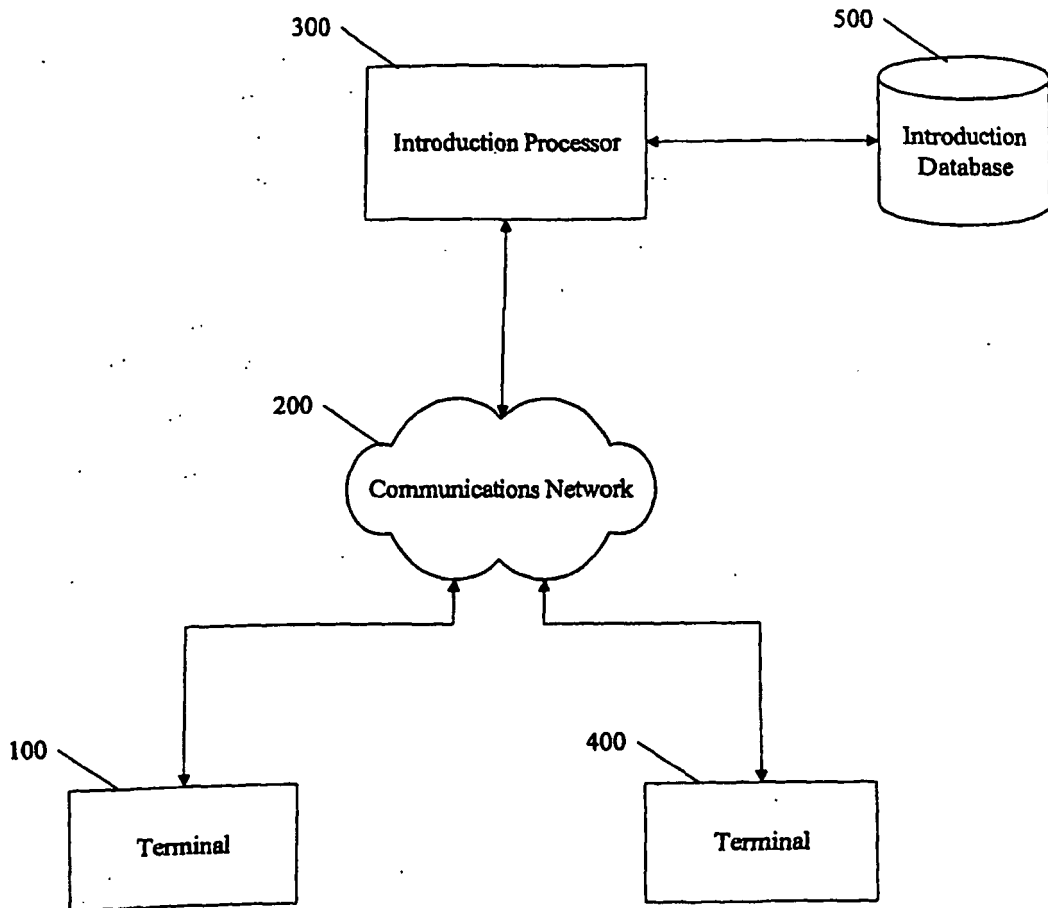 300
500
Introduction Processor
Introduction
Database
200
Communications Network
100
400
Terminal
Terminal